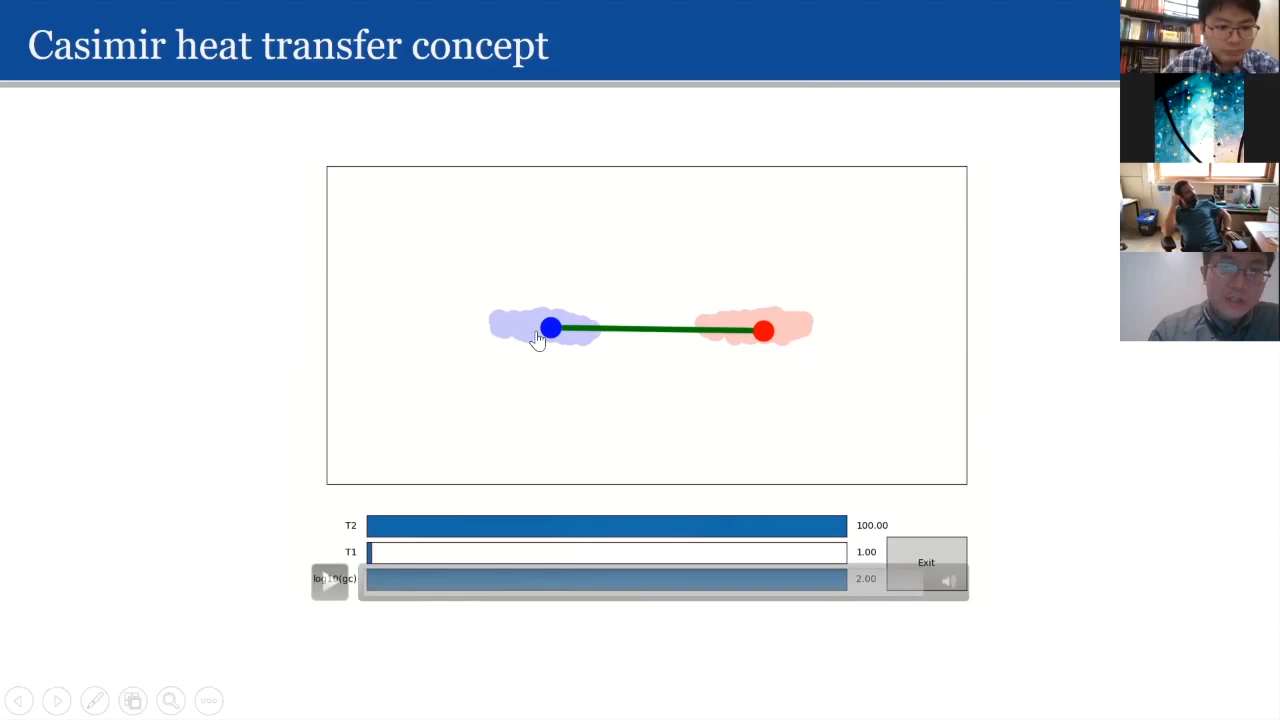 Casimir heat transfer concept
T2 100.00
T1 1.00
log10(gc) 2.00
Exit